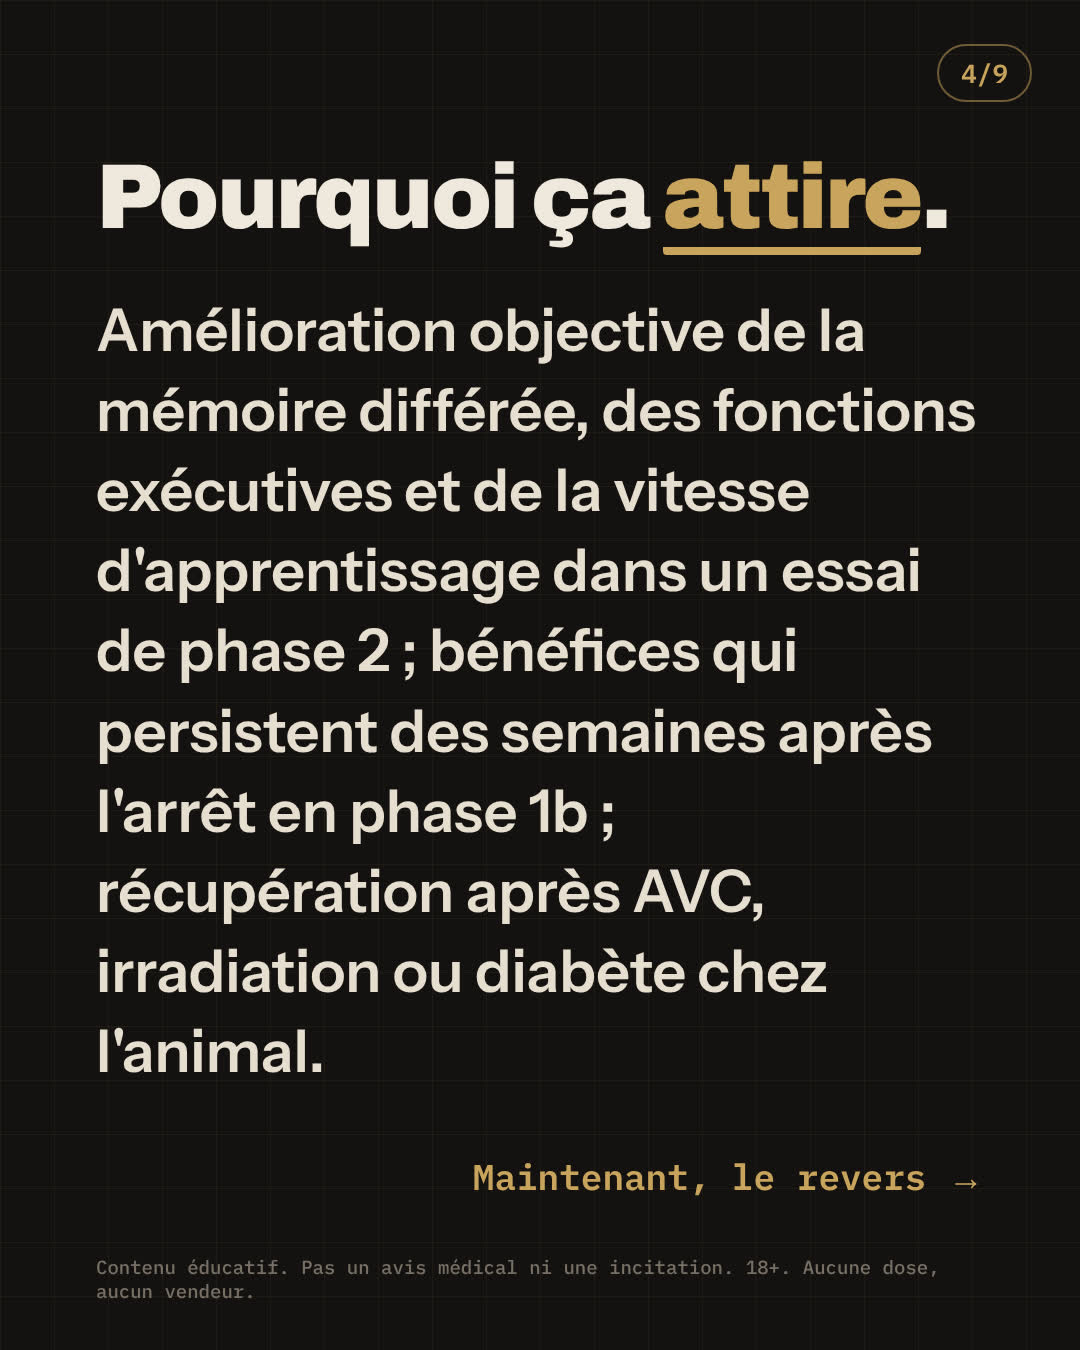 4/9
Pourquoi ça attire.
Amélioration objective de la
mémoire différée, des fonctions
exécutives et de la vitesse
d'apprentissage dans un essai
de phase 2 ; bénéfices qui
persistent des semaines après
l'arrêt en phase 1b ;
récupération après AVC,
irradiation ou diabète chez
l'animal.
Maintenant, le revers →
Contenu éducatif. Pas un avis médical ni une incitation. 18+. Aucune dose,
aucun vendeur.